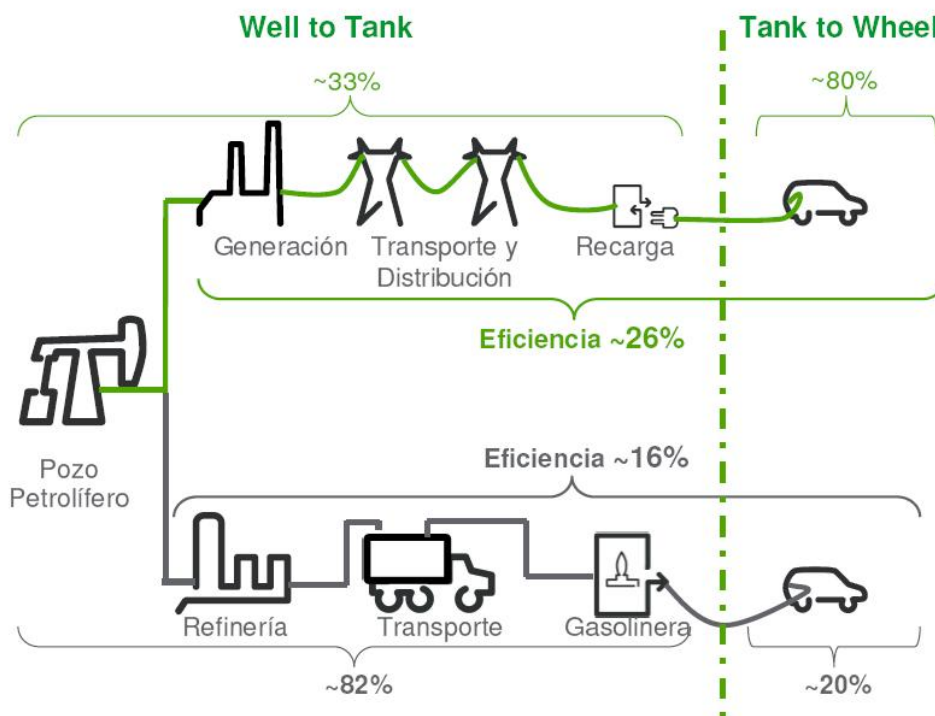 Well to Tank
Tank to Wheel
~33%
~80%
Generación
Transporte y
Distribución
Recarga
Eficiencia ~26%
Pozo
Petrolífero
Eficiencia ~16%
Refinería
Transporte
Gasolinera
~82%
~20%